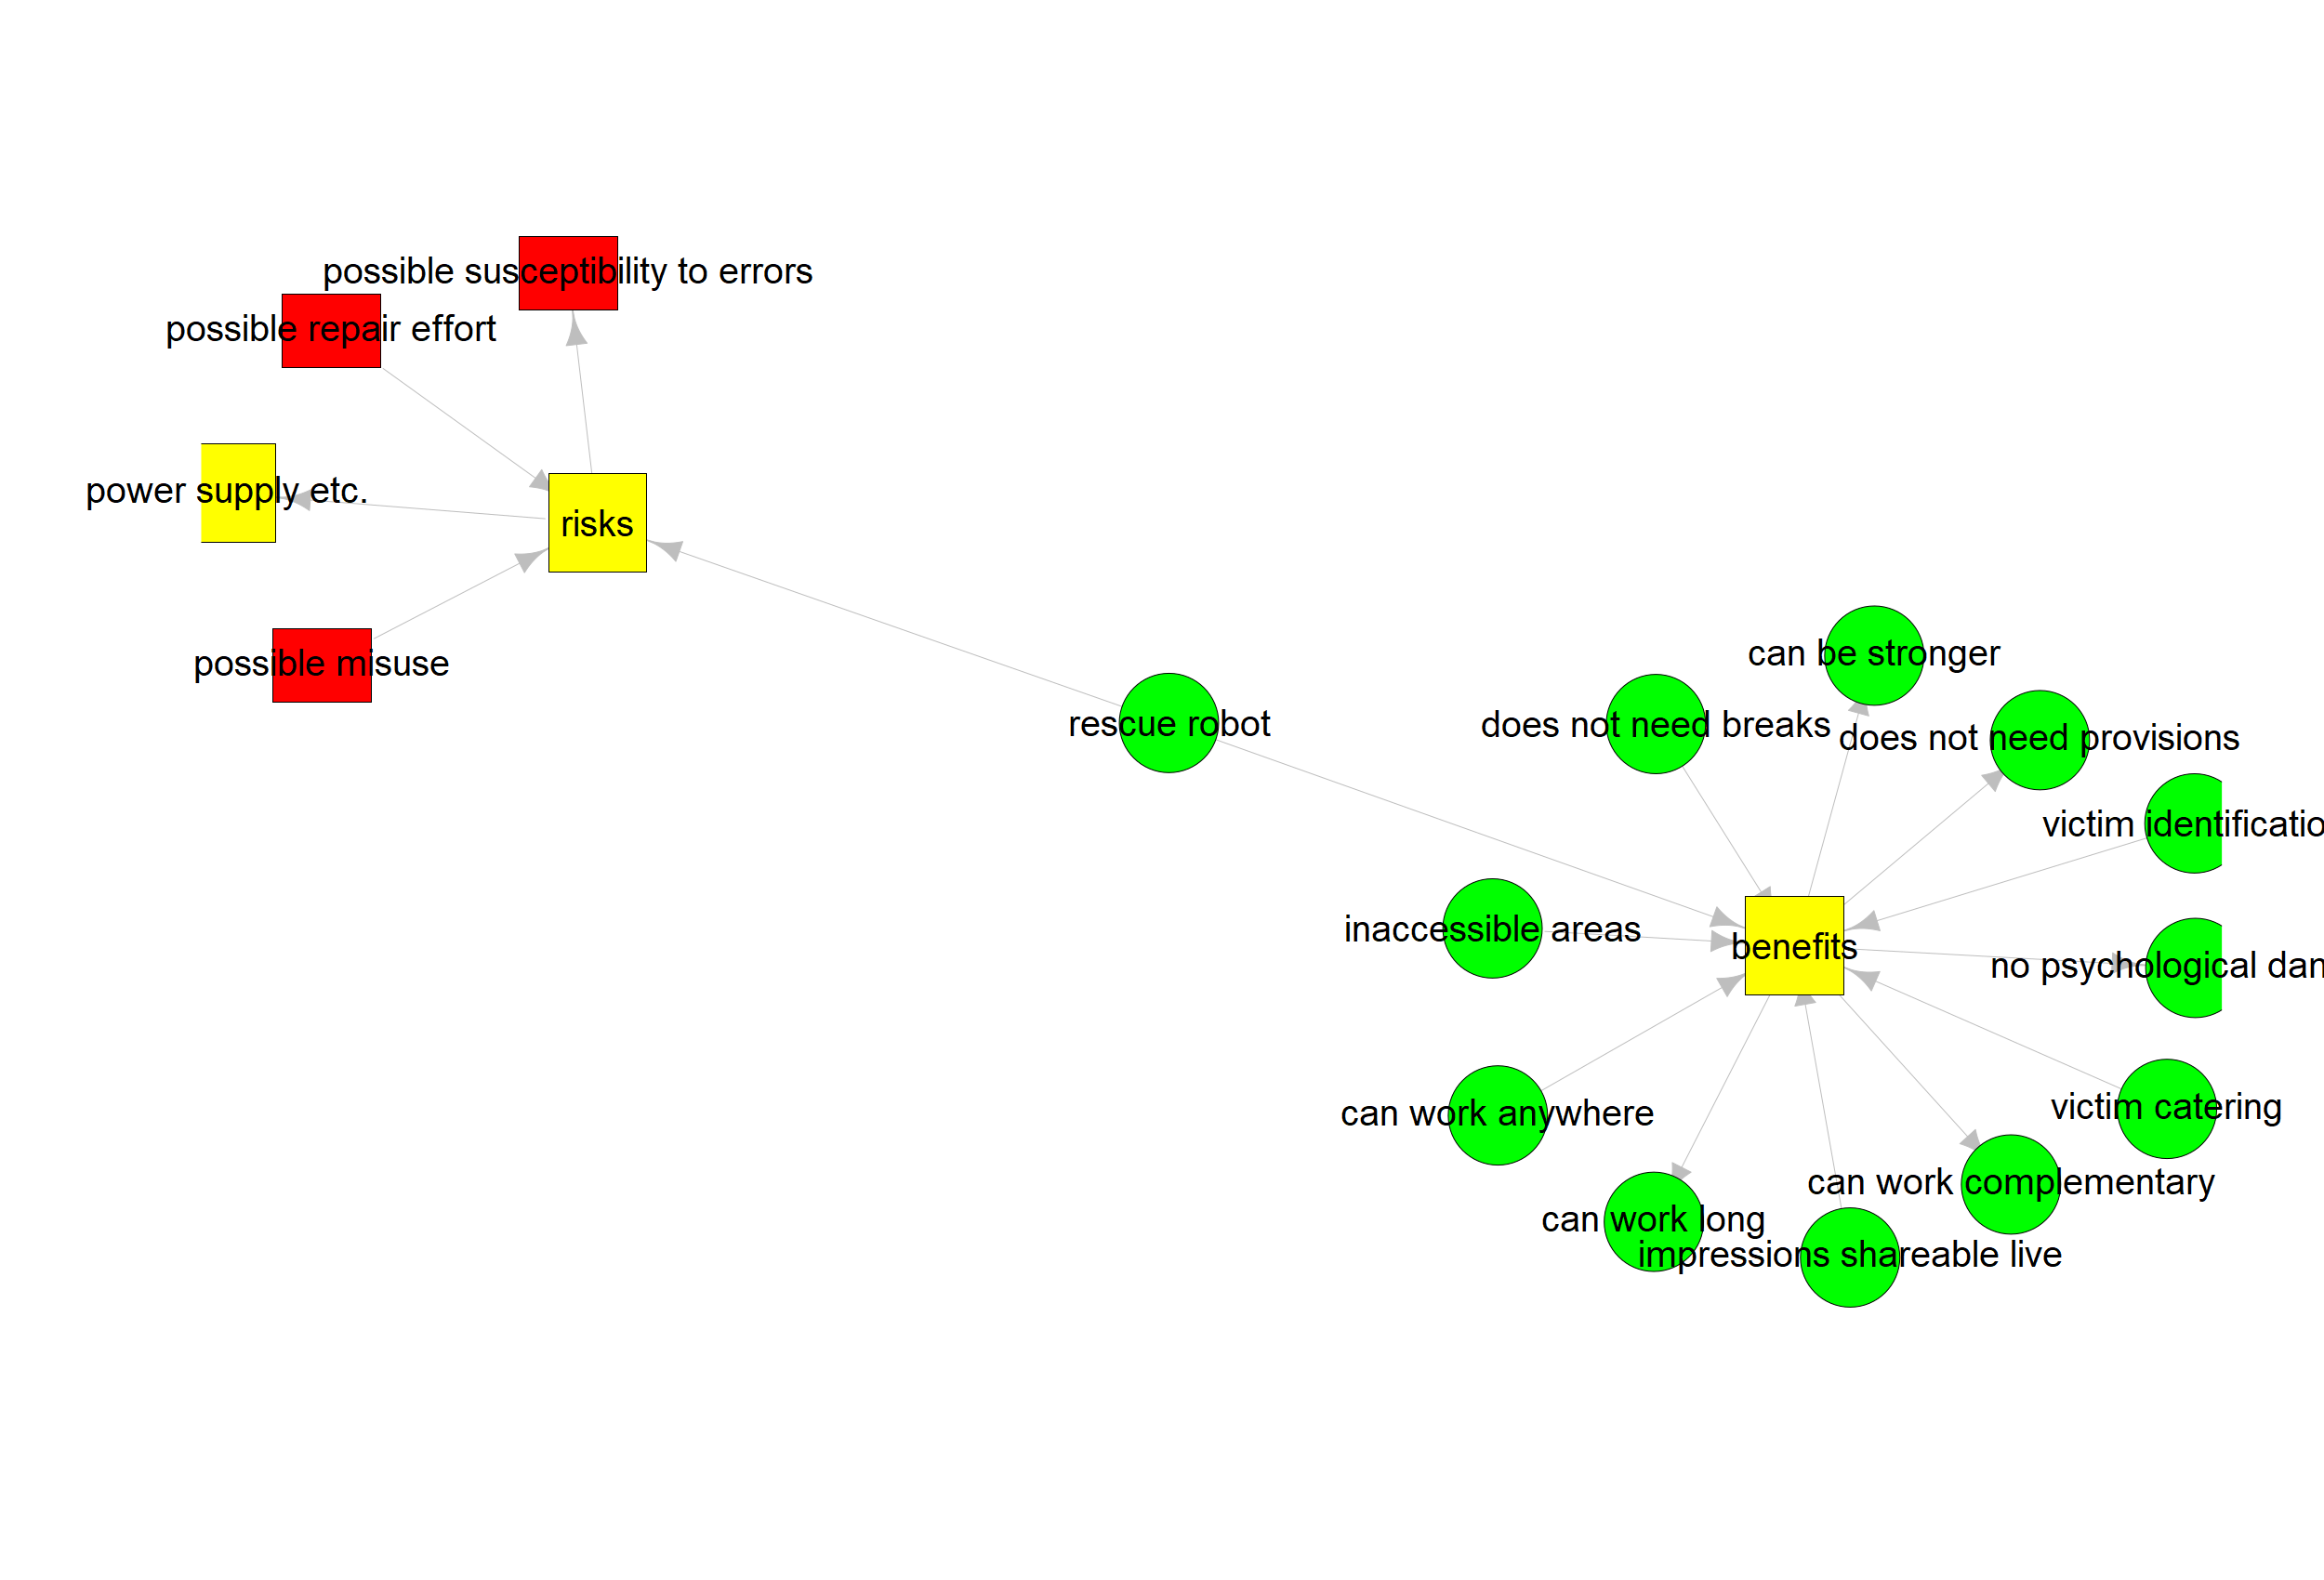 possible susceptibility to errors
possible repair effort
power supply etc.
risks
possible misuse
can be stronger
rescue robot
does not need breaks
does not need provisions
victim identificatio
inaccessible areas
benefits
no psychological dam
can work anywhere
victim catering
can work complementary
can work long
impressions shareable live